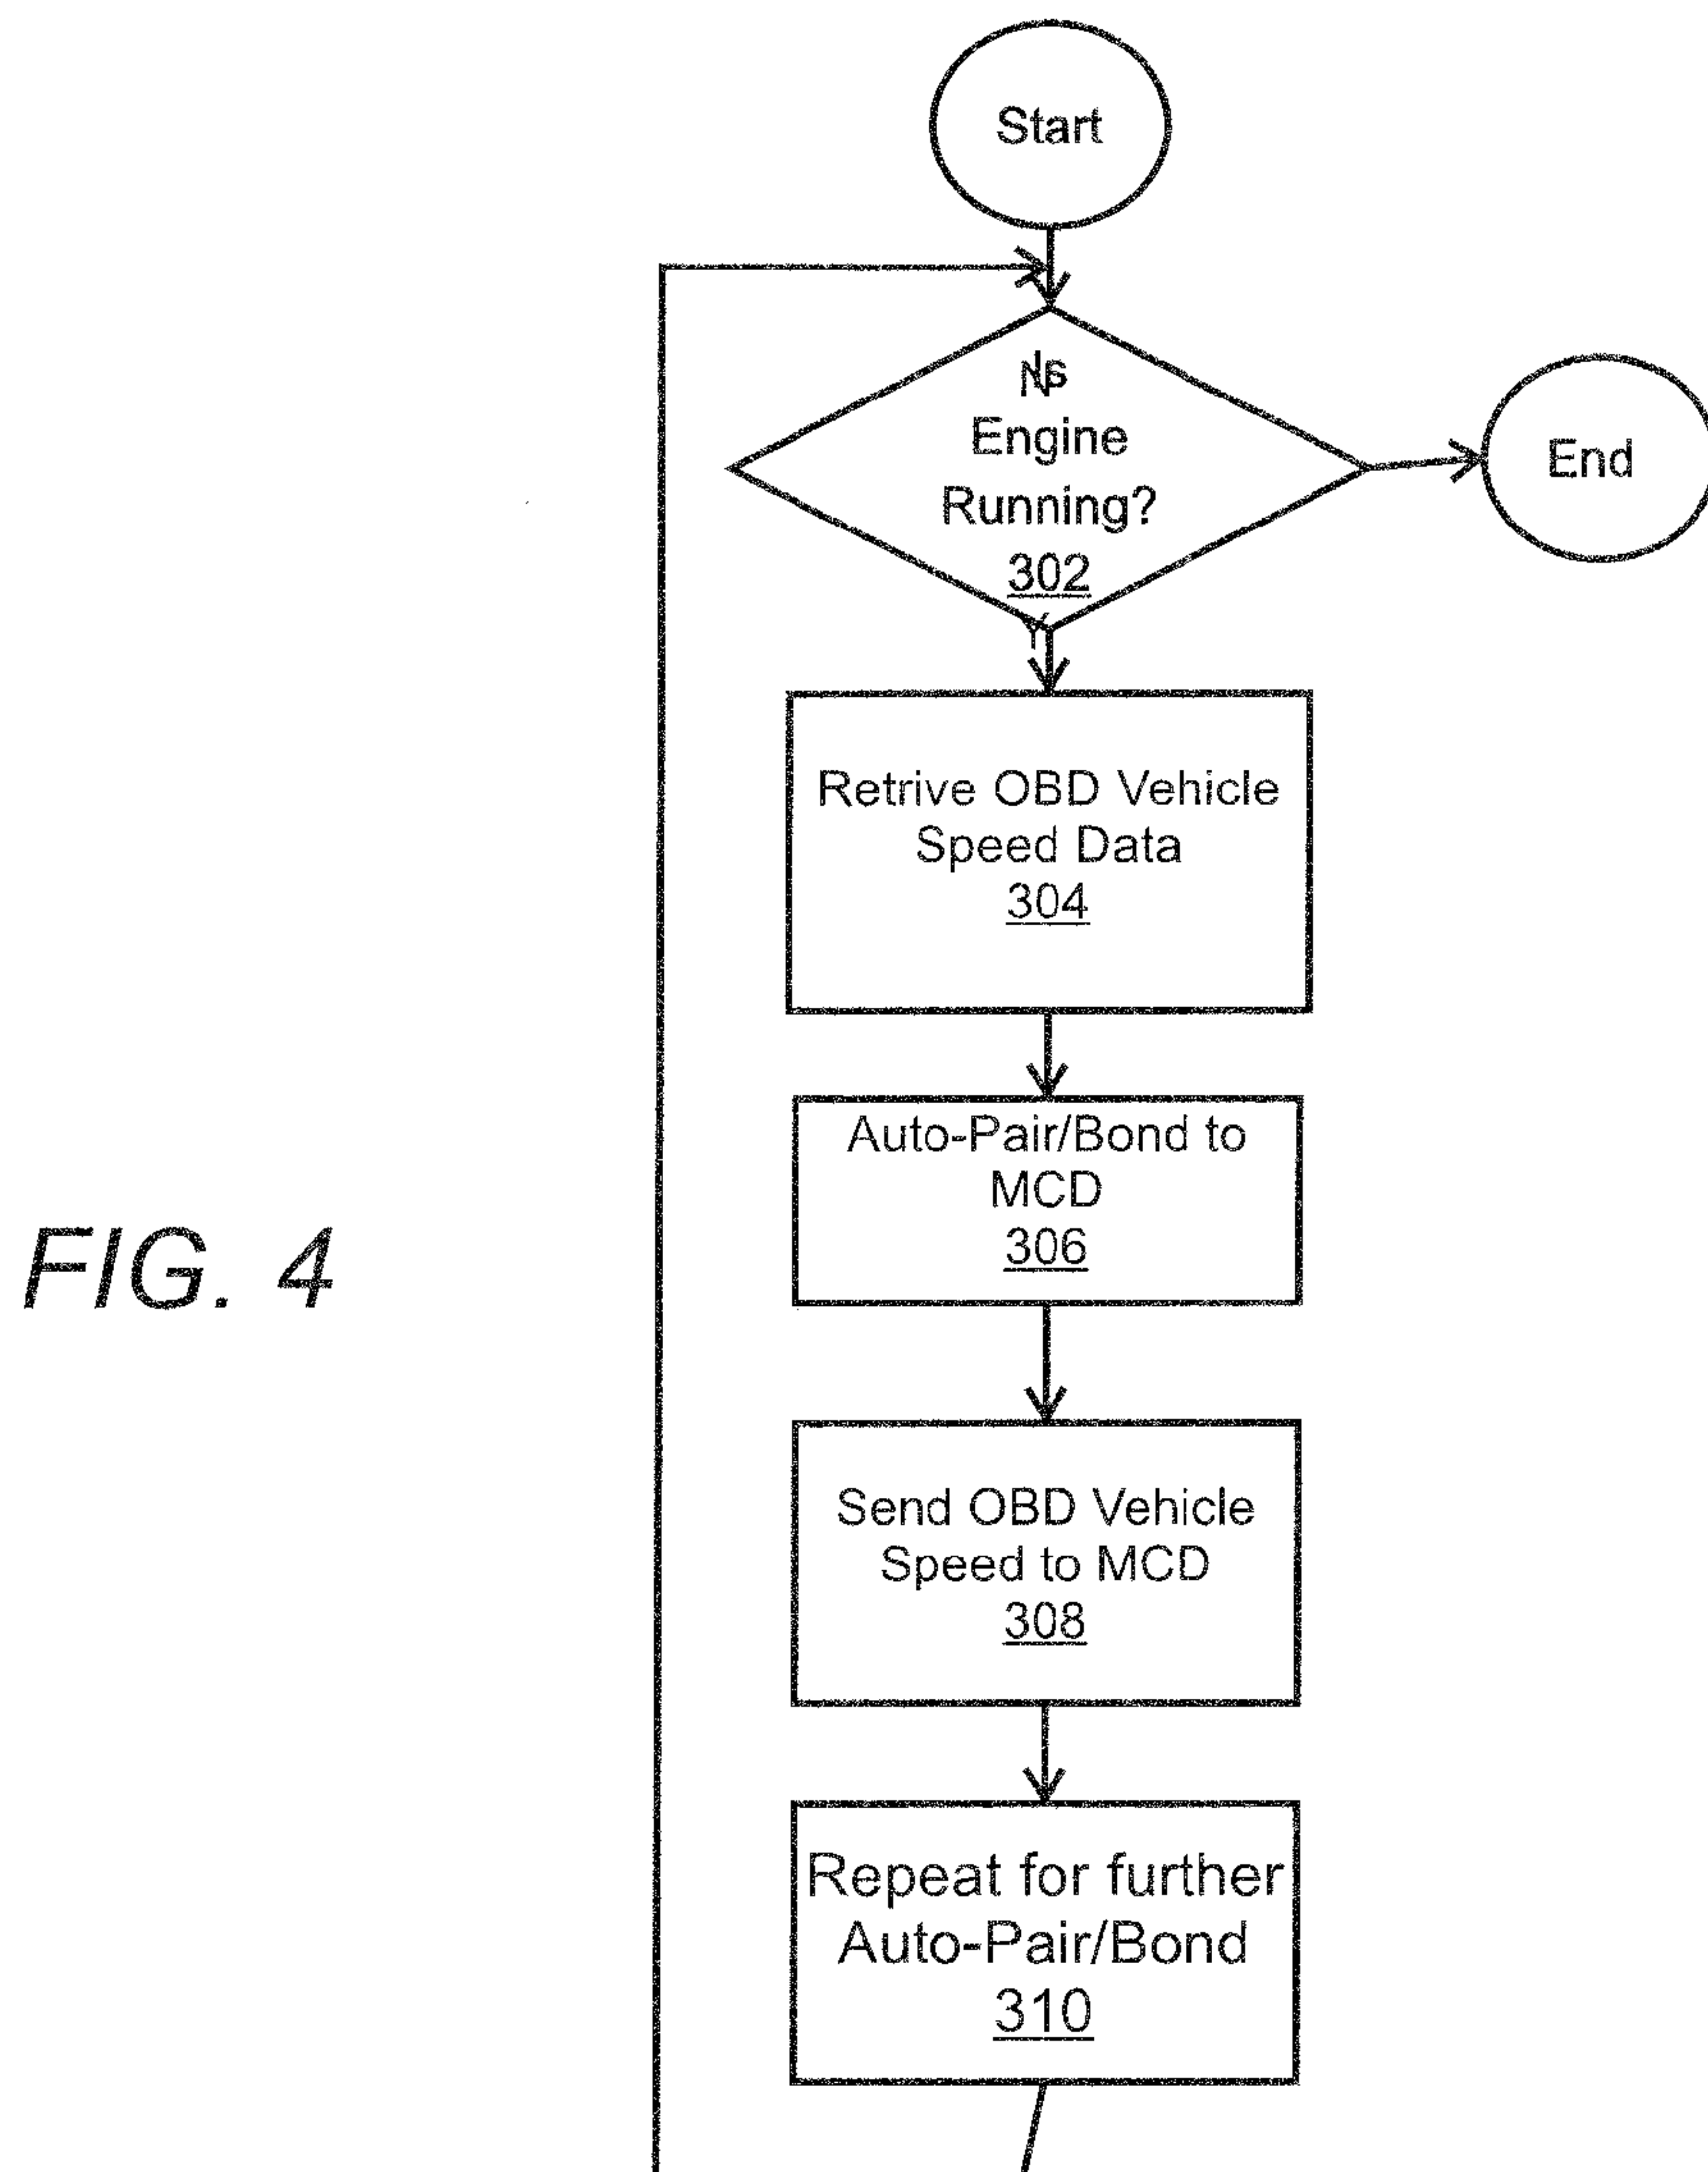 Start
Engine
Running?
302
Y
End
Retrive OBD Vehicle
Speed Data
304
Auto-Pair/Bond to
MCD
306
FIG. 4
Send OBD Vehicle
Speed to MCD
308
Repeat for further
Auto-Pair/Bond
310